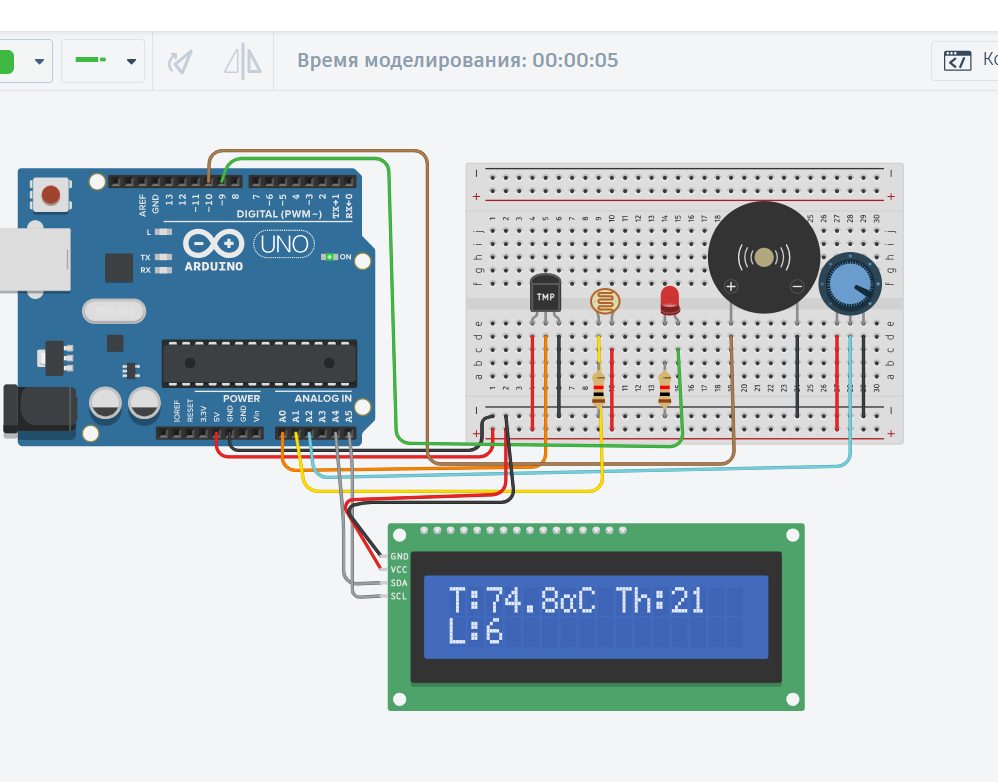 Время моделирования: 00:00:05
Ко
AREF GND 13 12 ~11 ~10 ~9 8 7 ~6 ~5 4 ~3 2 TX→1 RX←0
DIGITAL (PWM~)
L
TX
RX
ARDUINO
UNO
ON
POWER
ANALOG IN
IOREF RESET 3.3V 5V GND GND Vin A0 A1 A2 A3 A4 A5
TMP
GND
VCC
SDA
SCL
T:74.8αC Th:21
L:6